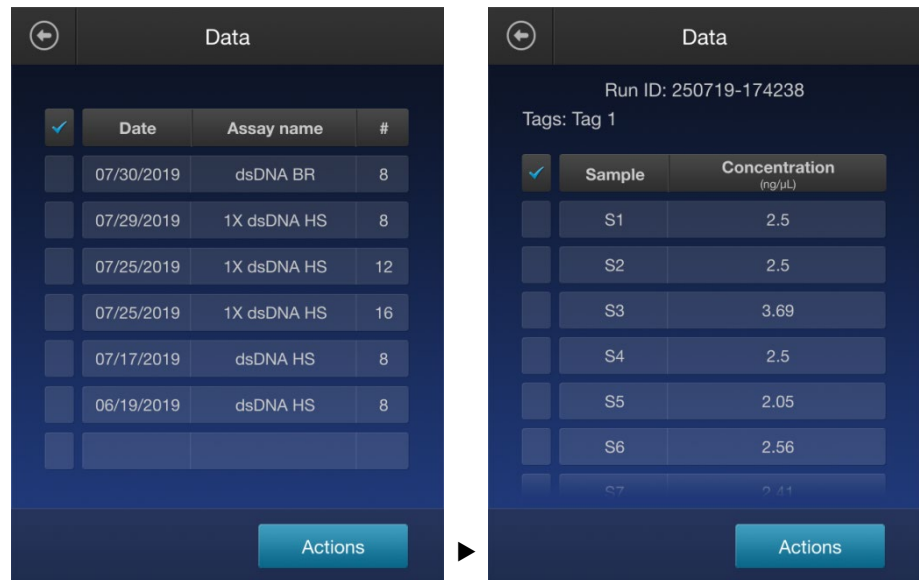 Data
Date Assay name #
07/30/2019 dsDNA BR 8
07/29/2019 1X dsDNA HS 8
07/25/2019 1X dsDNA HS 12
07/25/2019 1X dsDNA HS 16
07/17/2019 dsDNA HS 8
06/19/2019 dsDNA HS 8
Actions
Data
Run ID: 250719-174238
Tags: Tag 1
Sample Concentration
(ng/µL)
S1 2.5
S2 2.5
S3 3.69
S4 2.5
S5 2.05
S6 2.56
S7 2.41
Actions